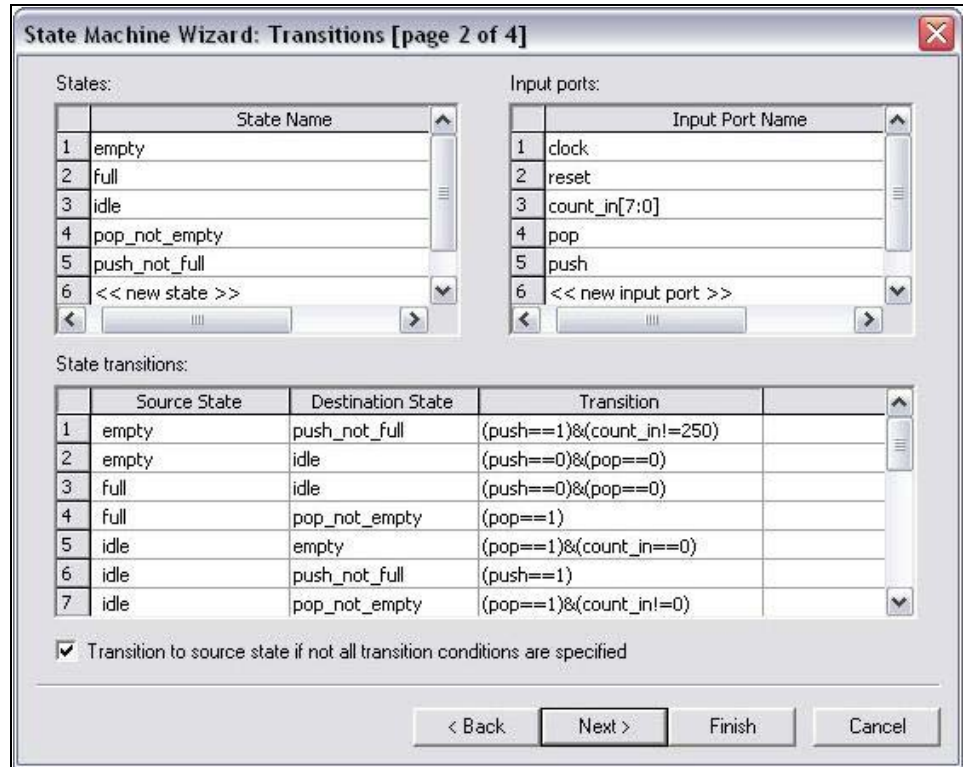 State Machine Wizard: Transitions [page 2 of 4]
States:
State Name
1 empty
2 full
3 idle
4 pop_not_empty
5 push_not_full
6 << new state >>
Input ports:
Input Port Name
1 clock
2 reset
3 count_in[7:0]
4 pop
5 push
6 << new input port >>
State transitions:
Source State Destination State Transition
1 empty push_not_full (push==1)&(count_in!=250)
2 empty idle (push==0)&(pop==0)
3 full idle (push==0)&(pop==0)
4 full pop_not_empty (pop==1)
5 idle empty (pop==1)&(count_in==0)
6 idle push_not_full (push==1)
7 idle pop_not_empty (pop==1)&(count_in!=0)
Transition to source state if not all transition conditions are specified
< Back Next > Finish Cancel